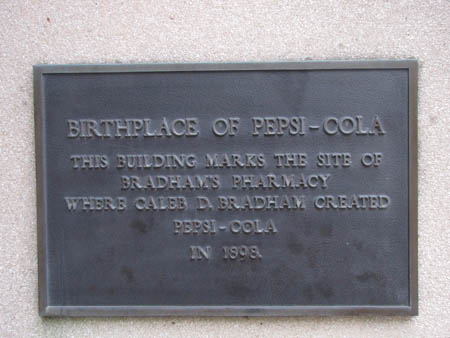 BIRTHPLACE OF PEPSI-COLA
THIS BUILDING MARKS THE SITE OF
BRADHAM'S PHARMACY
WHERE CALEB D. BRADHAM CREATED
PEPSI-COLA
IN 1898.